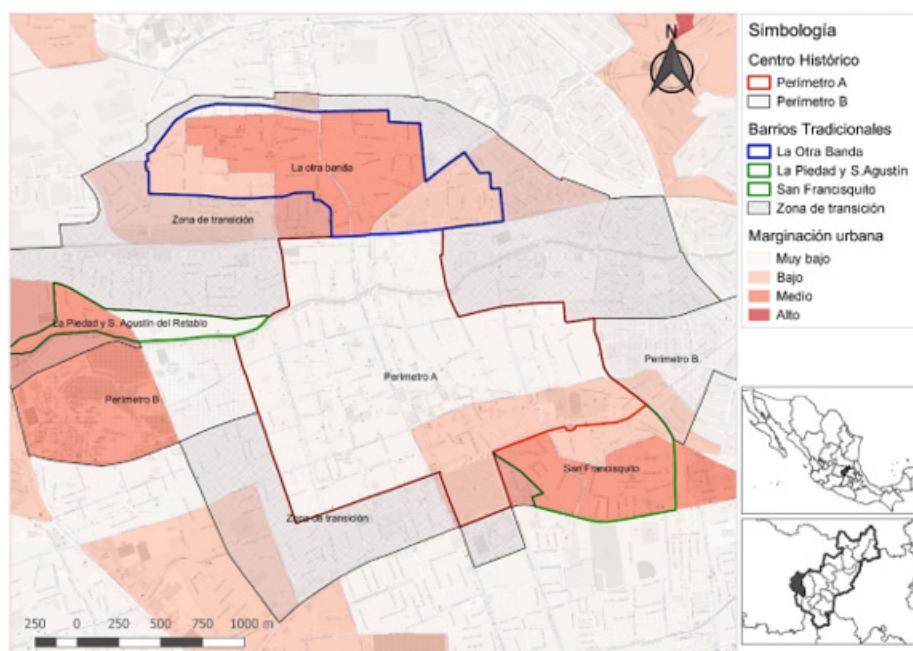 N
La otra banda
Zona de transición
La Piedad y S. Agustín del Retablo
Perímetro B
Perímetro A
Perímetro B
San Francisquito
Zona de transición
250 0 250 500 750 1000 m
Simbología
Centro Histórico
Perímetro A
Perímetro B
Barrios Tradicionales
La Otra Banda
La Piedad y S.Agustín
San Francisquito
Zona de transición
Marginación urbana
Muy bajo
Bajo
Medio
Alto